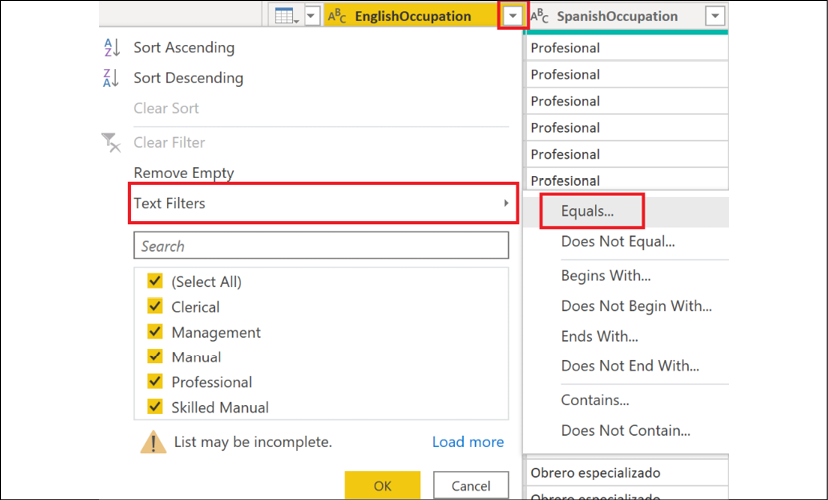 ABC EnglishOccupation
ABC SpanishOccupation
Sort Ascending
Sort Descending
Clear Sort
Clear Filter
Remove Empty
Text Filters
Search
(Select All)
Clerical
Management
Manual
Professional
Skilled Manual
List may be incomplete.
Load more
OK
Cancel
Profesional
Profesional
Profesional
Profesional
Profesional
Profesional
Equals...
Does Not Equal...
Begins With...
Does Not Begin With...
Ends With...
Does Not End With...
Contains...
Does Not Contain...
Obrero especializado
Obrero especializado